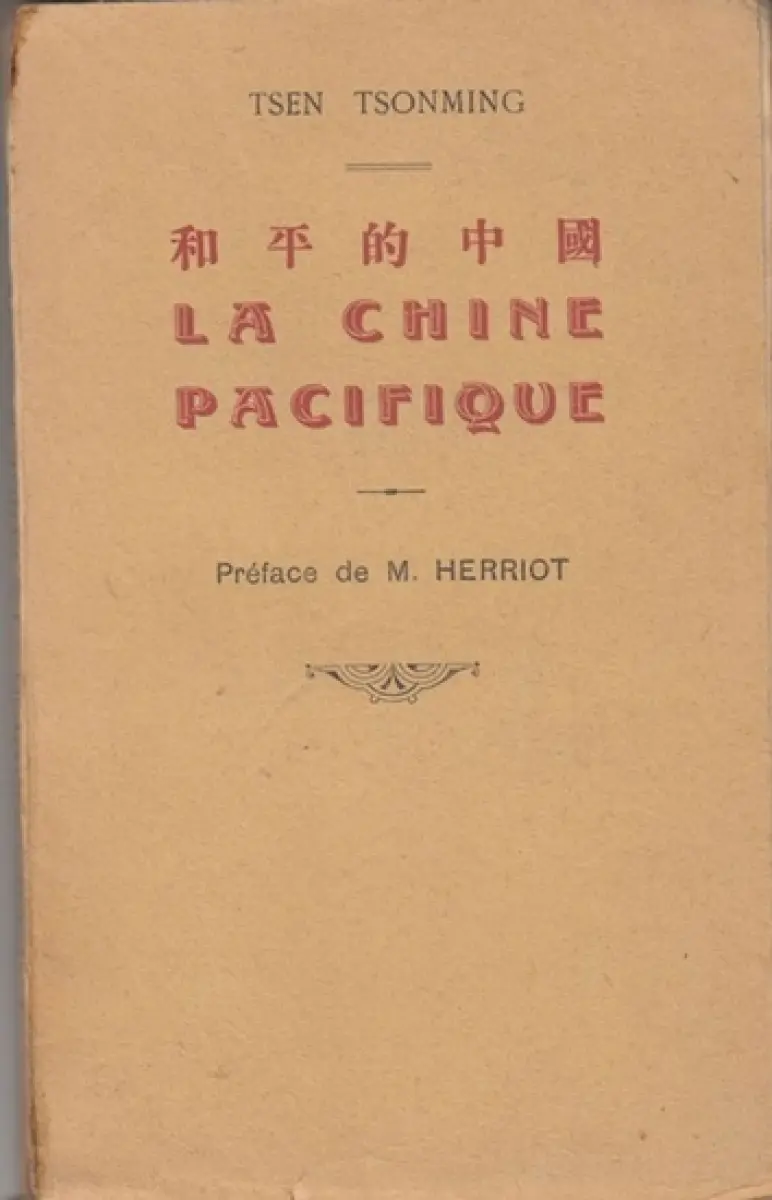 TSEN TSONMING
和平的中國
LA CHINE
PACIFIQUE
Préface de M. HERRIOT